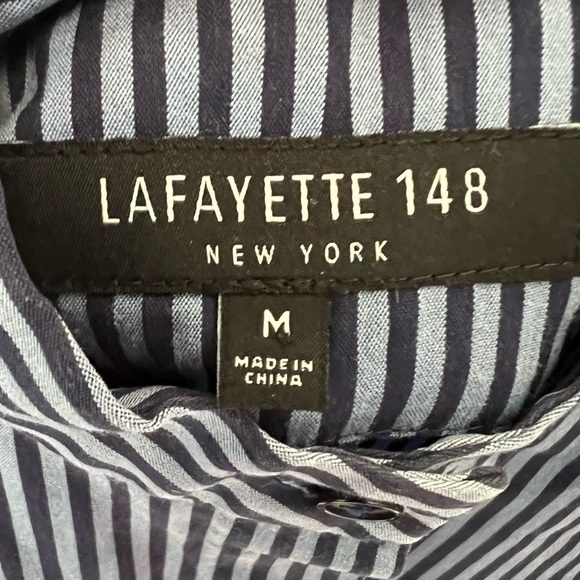 LAFAYETTE 148
NEW YORK
M
MADE IN
CHINA